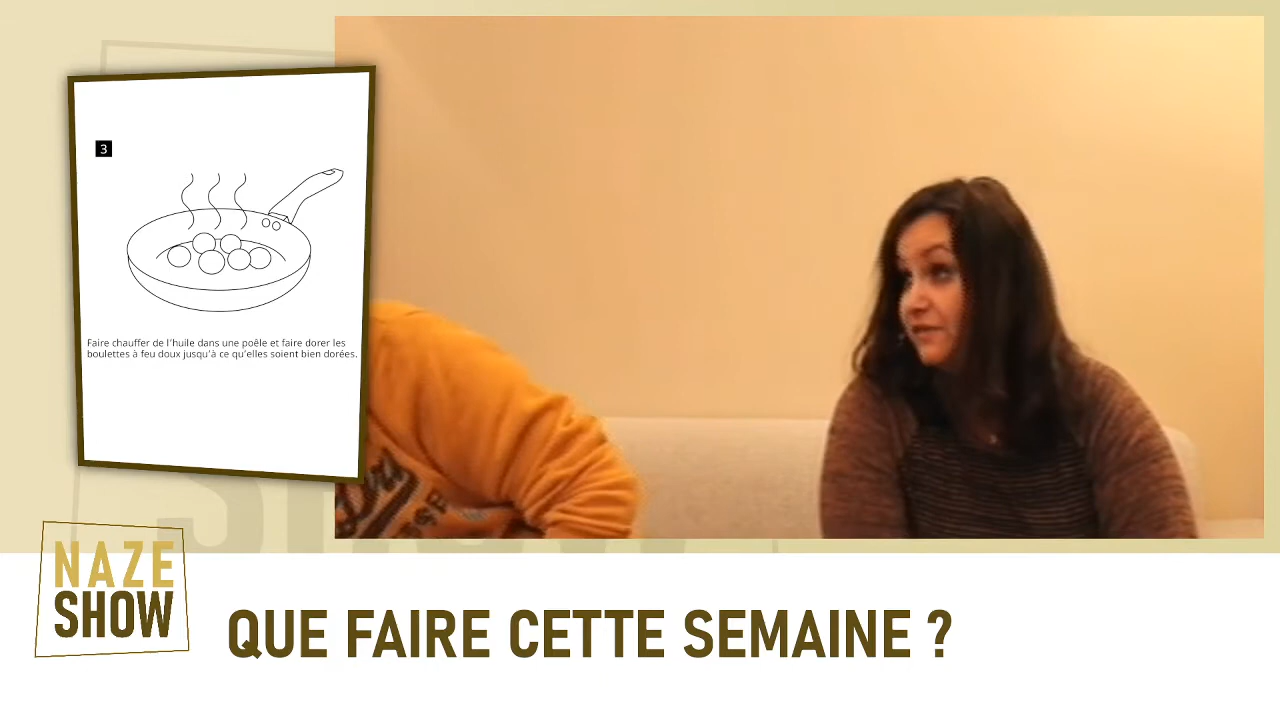 3
Faire chauffer de l'huile dans une poêle et faire dorer les
boulettes à feu doux jusqu'à ce qu'elles soient bien dorées.
NAZE
SHOW
QUE FAIRE CETTE SEMAINE ?